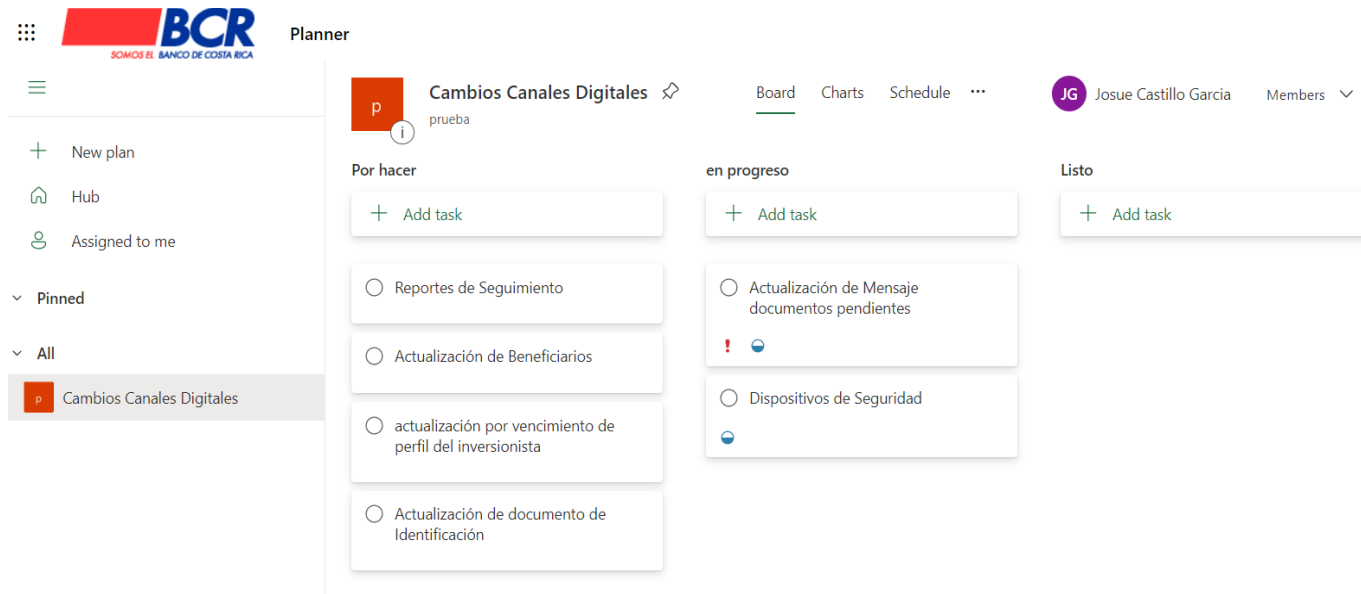 BCR
SOMOS EL BANCO DE COSTA RICA
Planner
New plan
Hub
Assigned to me
Pinned
All
p
Cambios Canales Digitales
p
i
Cambios Canales Digitales
prueba
Board Charts Schedule ···
JG Josue Castillo Garcia Members
Por hacer
Add task
Reportes de Seguimiento
Actualización de Beneficiarios
actualización por vencimiento de
perfil del inversionista
Actualización de documento de
Identificación
en progreso
Add task
Actualización de Mensaje
documentos pendientes
Dispositivos de Seguridad
Listo
Add task